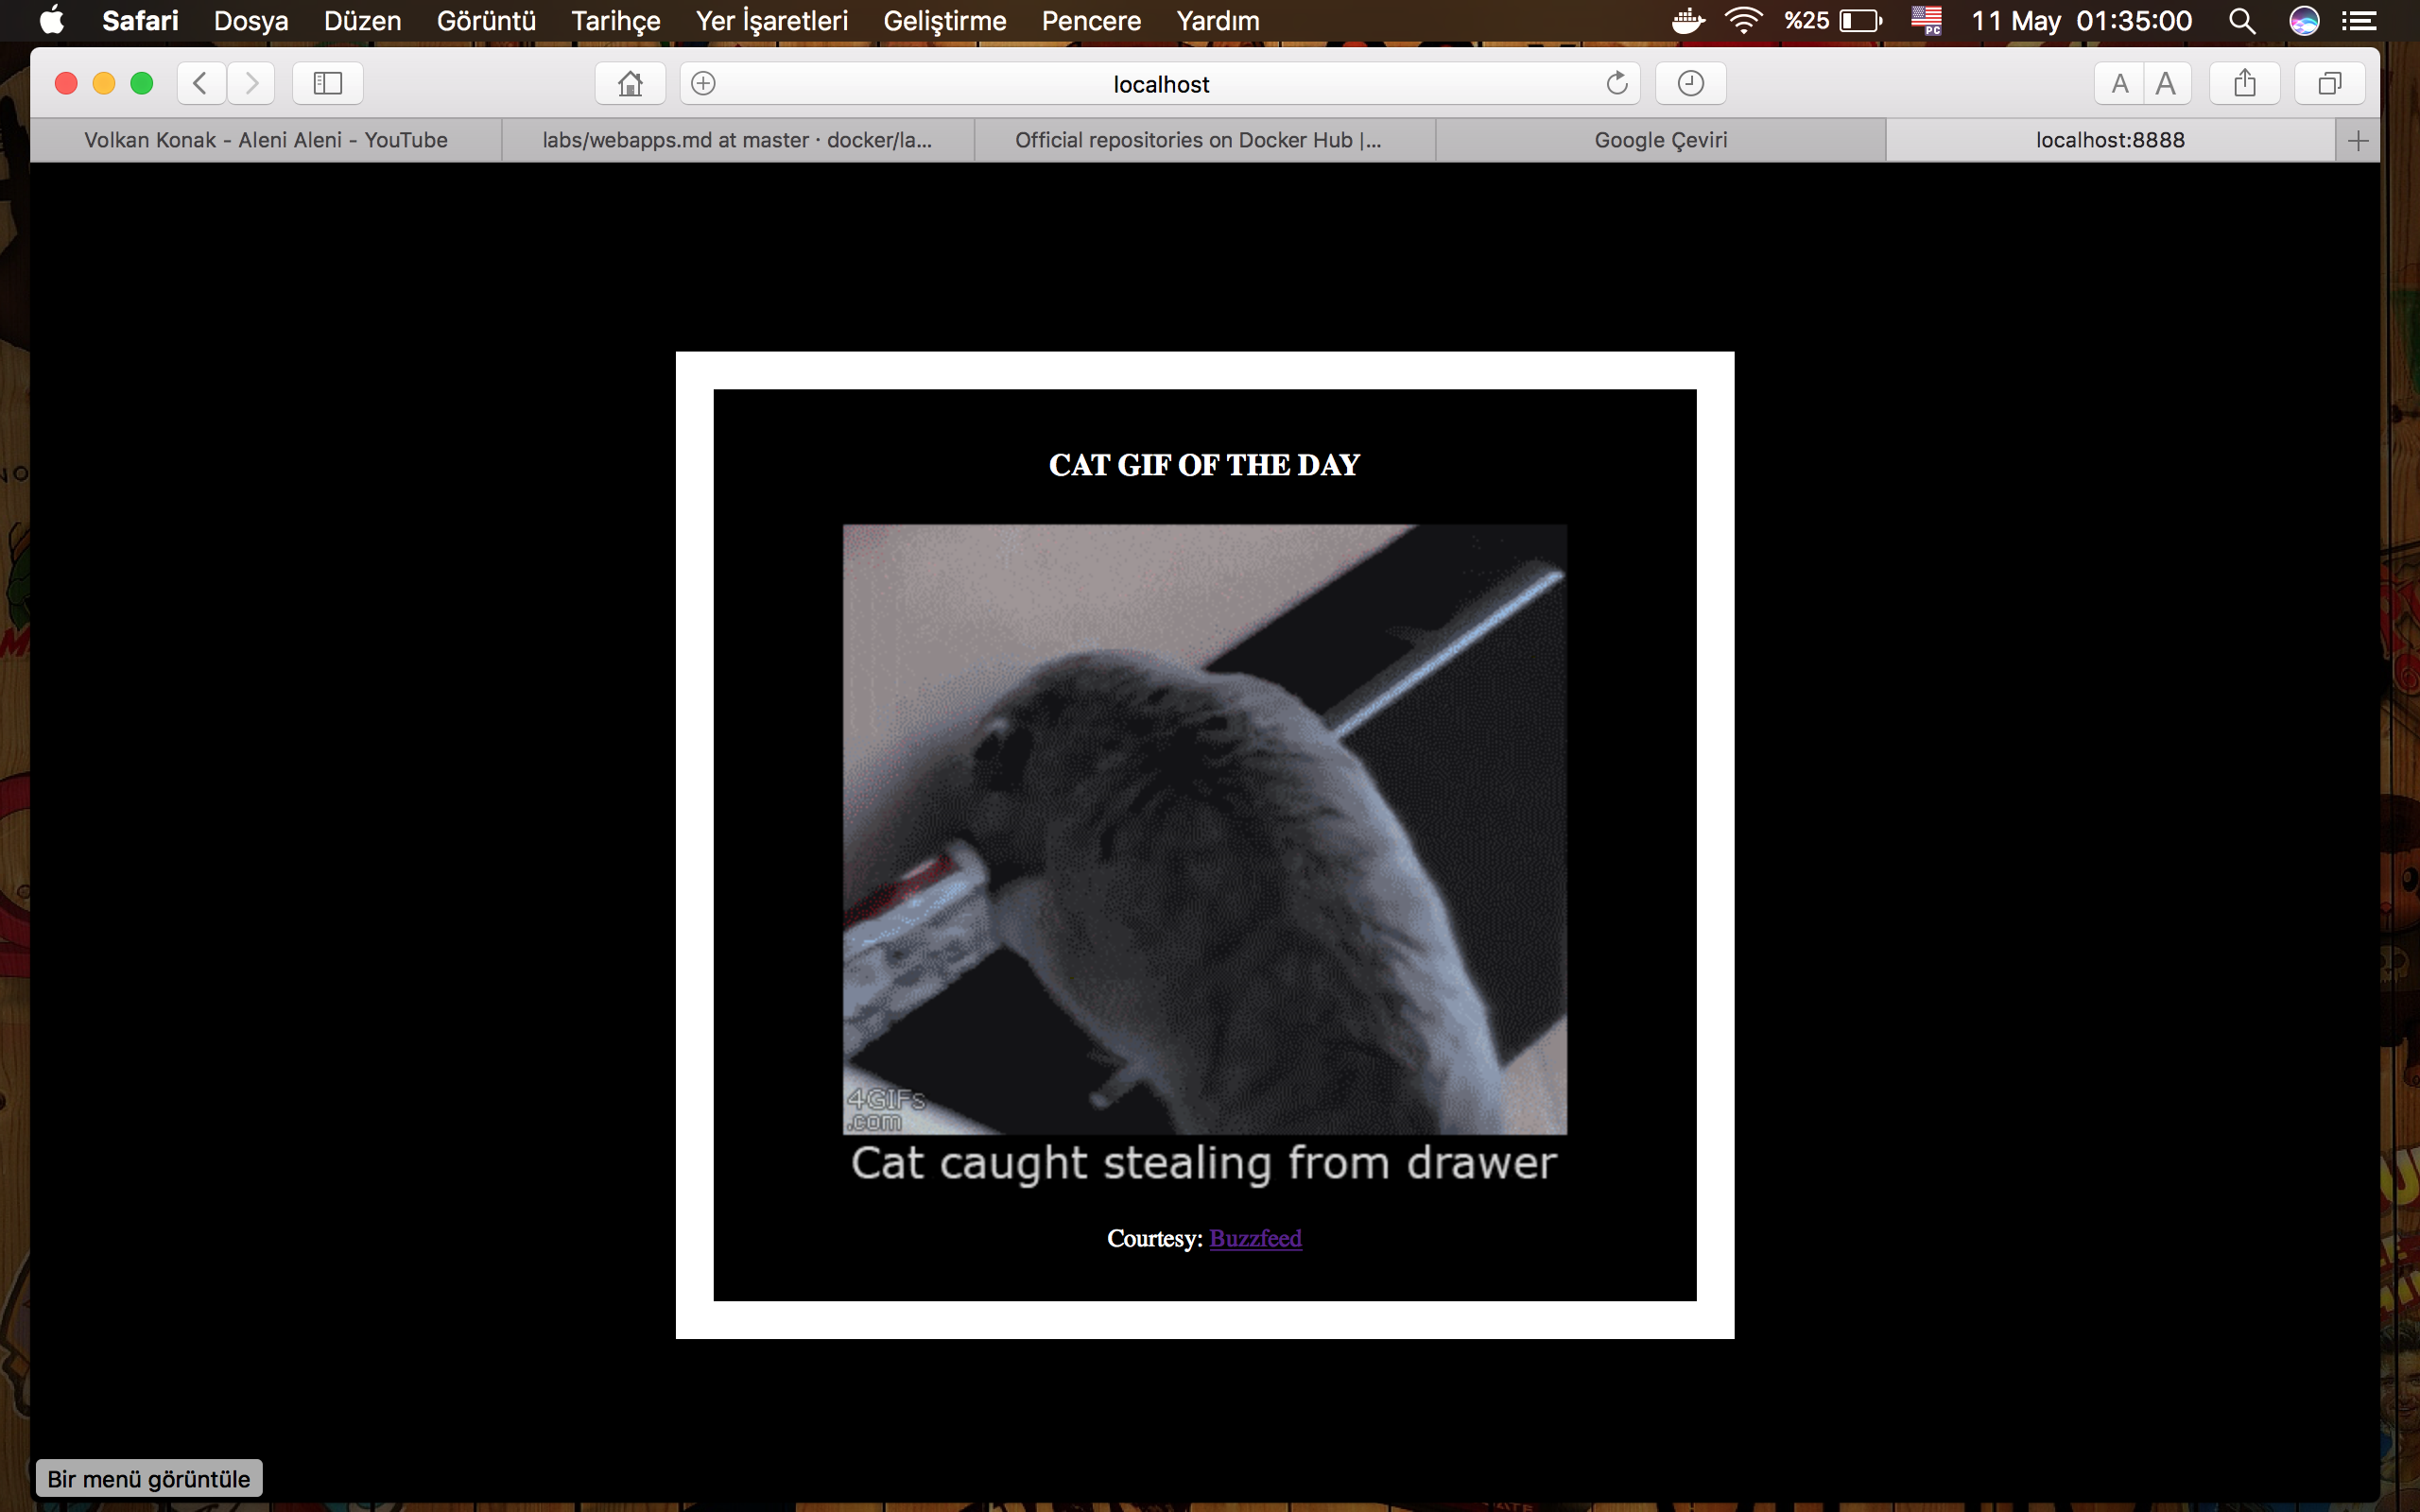 Safari Dosya Düzen Görüntü Tarihçe Yer İşaretleri Geliştirme Pencere Yardım %25 PC 11 May 01:35:00
localhost A A
Volkan Konak - Aleni Aleni - YouTube labs/webapps.md at master · docker/la... Official repositories on Docker Hub |... Google Çeviri localhost:8888
CAT GIF OF THE DAY
4GIFs
.com
Cat caught stealing from drawer
Courtesy: Buzzfeed
Bir menü görüntüle